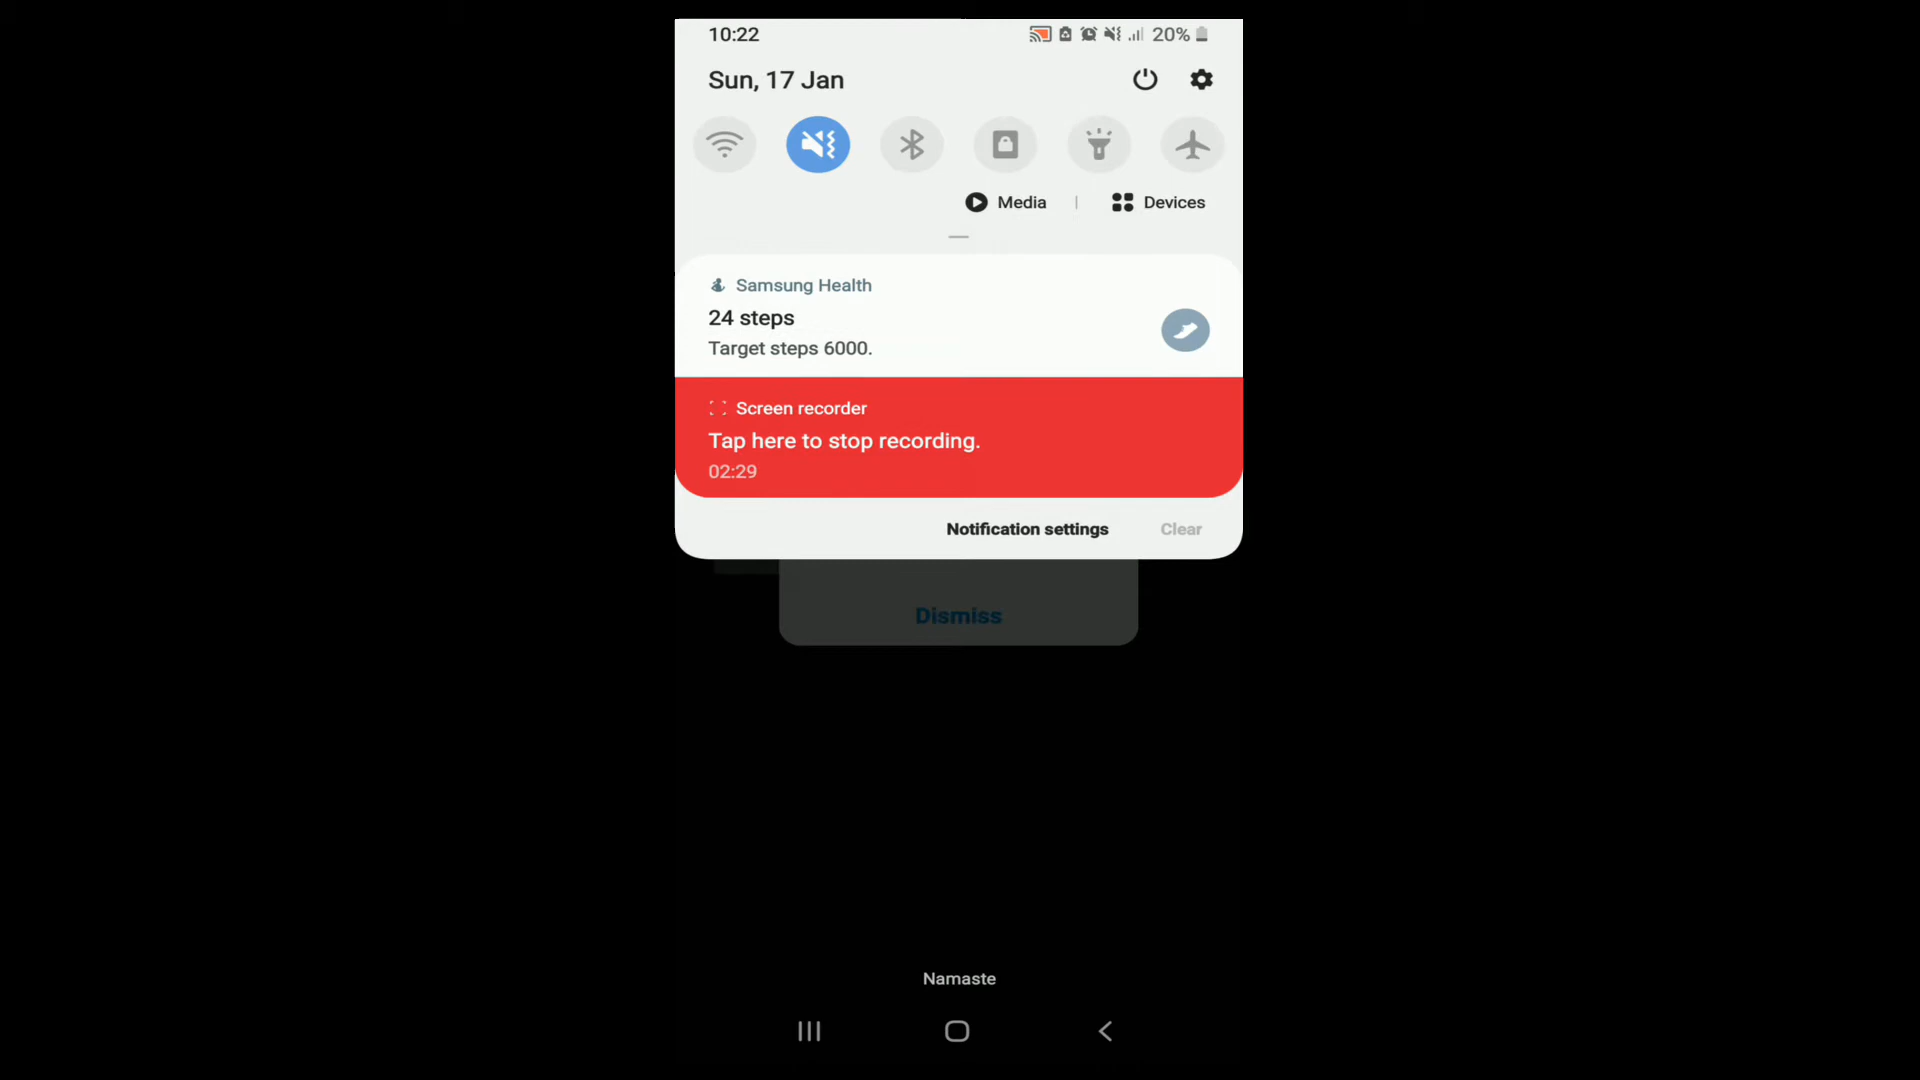 10:22
20%
Sun, 17 Jan
Media | Devices
Samsung Health
24 steps
Target steps 6000.
Screen recorder
Tap here to stop recording.
02:29
Notification settings
Clear
Dismiss
Namaste